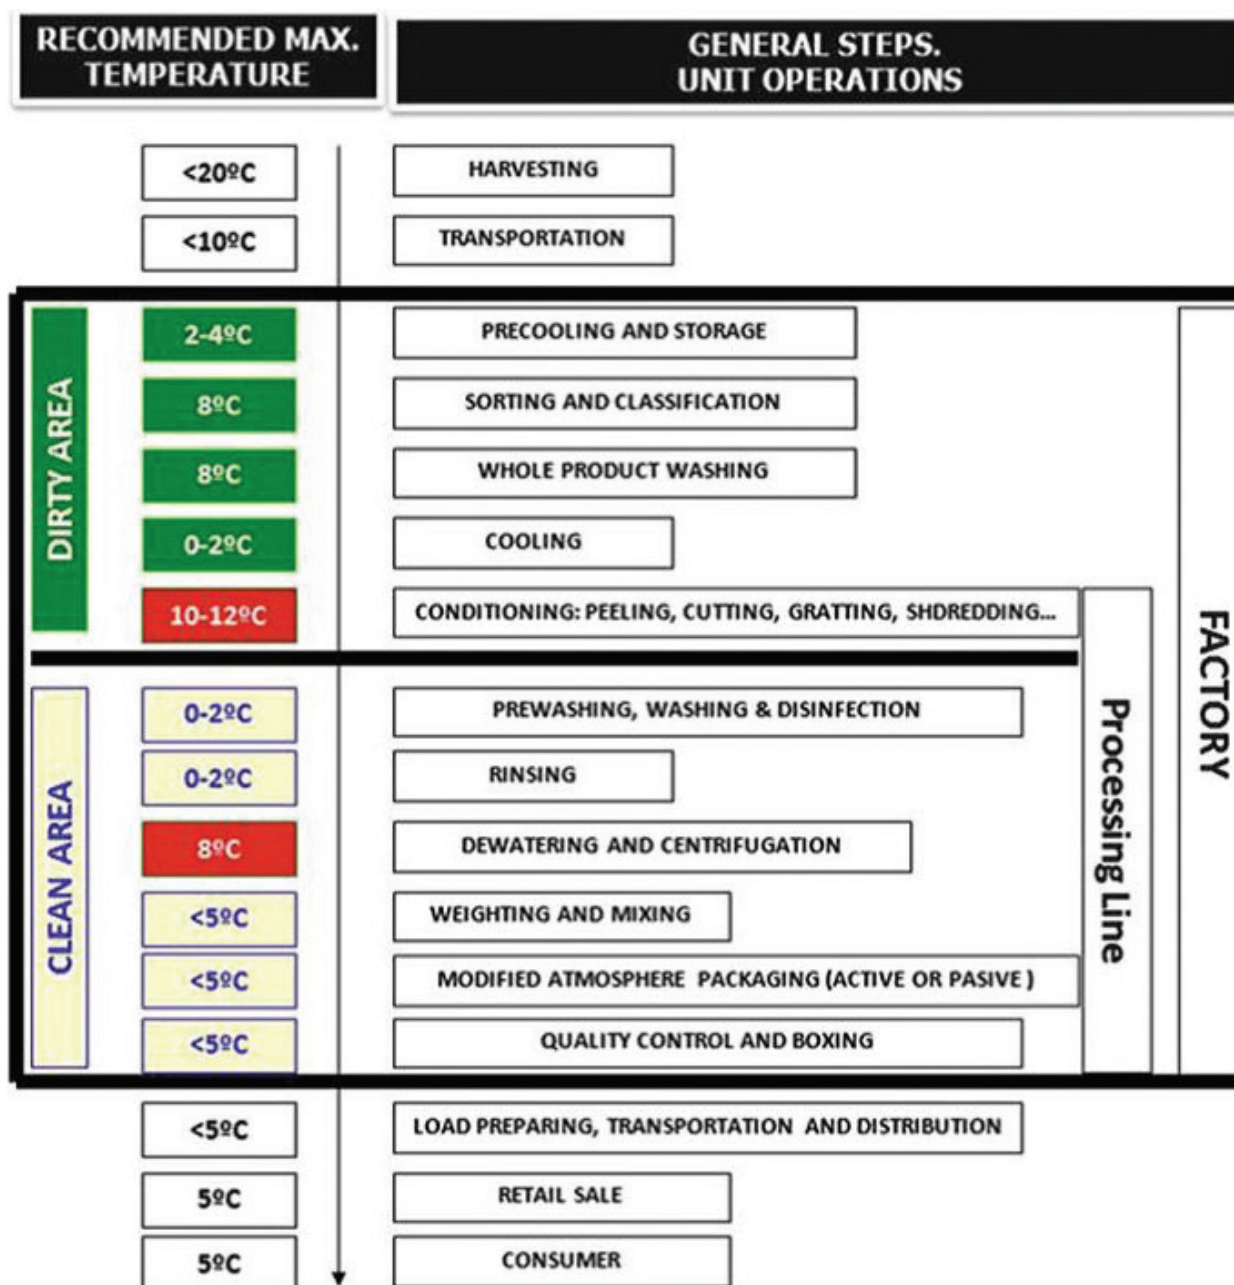 RECOMMENDED MAX.
TEMPERATURE
GENERAL STEPS.
UNIT OPERATIONS
<20ºC
HARVESTING
<10ºC
TRANSPORTATION
DIRTY AREA
2-4ºC
PRECOOLING AND STORAGE
8ºC
SORTING AND CLASSIFICATION
8ºC
WHOLE PRODUCT WASHING
0-2ºC
COOLING
10-12ºC
CONDITIONING: PEELING, CUTTING, GRATTING, SHDREDDING...
CLEAN AREA
0-2ºC
PREWASHING, WASHING & DISINFECTION
0-2ºC
RINSING
8ºC
DEWATERING AND CENTRIFUGATION
<5ºC
WEIGHTING AND MIXING
<5ºC
MODIFIED ATMOSPHERE PACKAGING (ACTIVE OR PASIVE )
<5ºC
QUALITY CONTROL AND BOXING
Processing Line
FACTORY
<5ºC
LOAD PREPARING, TRANSPORTATION AND DISTRIBUTION
5ºC
RETAIL SALE
5ºC
CONSUMER